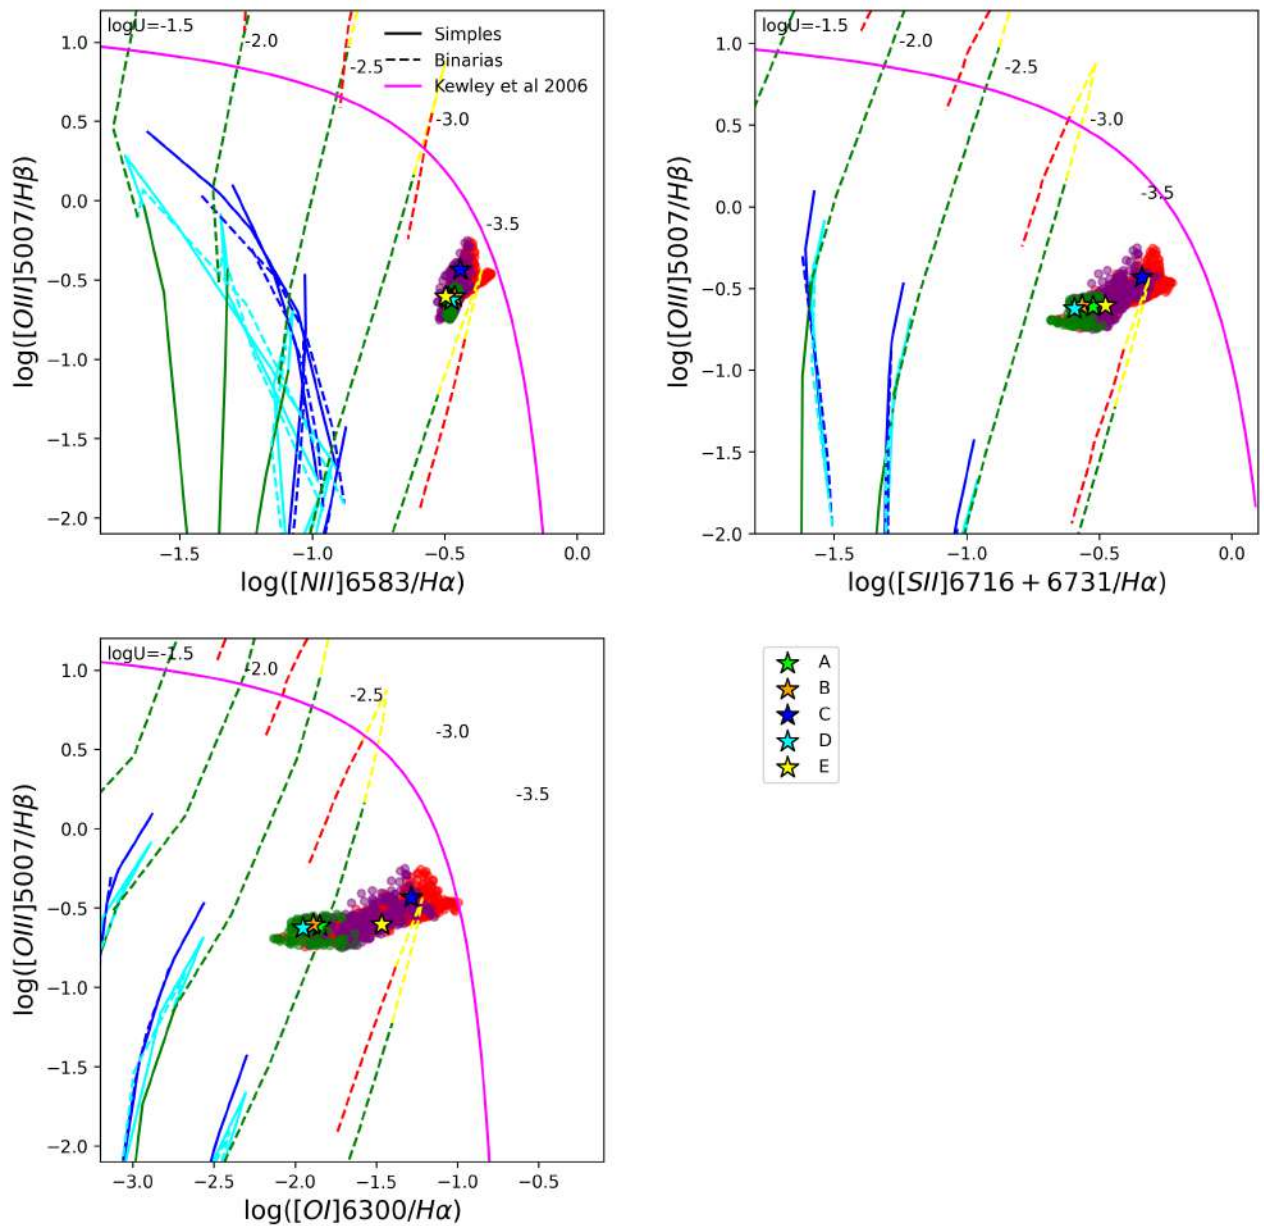 logU=-1.5
-2.0
-2.5
-3.0
-3.5
Simples
Binarias
Kewley et al 2006
1.0
0.5
0.0
−0.5
−1.0
−1.5
−2.0
log([OIII]5007/Hβ)
−1.5 −1.0 −0.5 0.0
log([NII]6583/Hα)
logU=-1.5
-2.0
-2.5
-3.0
-3.5
1.0
0.5
0.0
−0.5
−1.0
−1.5
−2.0
log([OIII]5007/Hβ)
−1.5 −1.0 −0.5 0.0
log([SII]6716 + 6731/Hα)
logU=-1.5
-2.0
-2.5
-3.0
-3.5
1.0
0.5
0.0
−0.5
−1.0
−1.5
−2.0
log([OIII]5007/Hβ)
−3.0 −2.5 −2.0 −1.5 −1.0 −0.5
log([OI]6300/Hα)
A
B
C
D
E